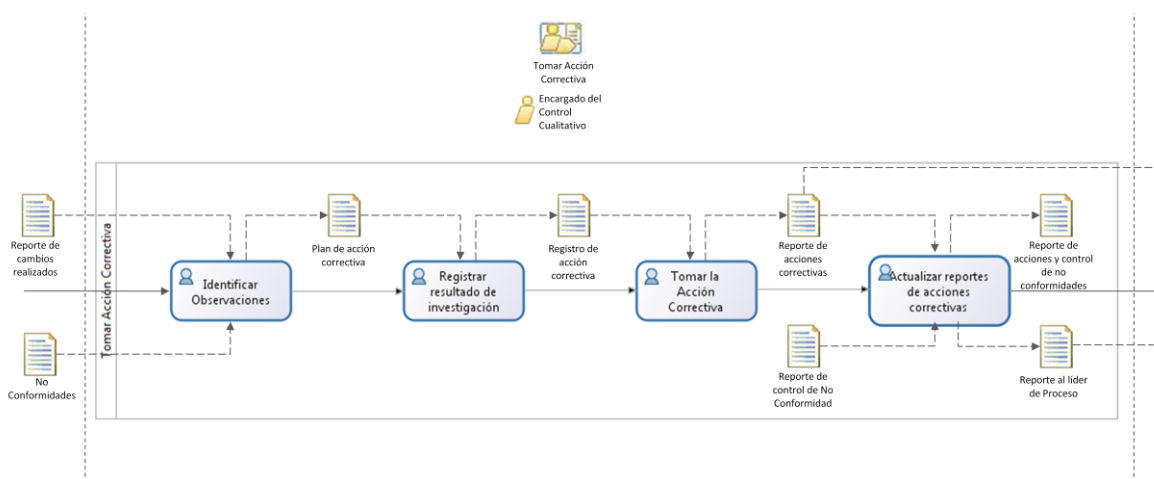 Tomar Acción
Correctiva
Encargado del
Control
Cualitativo
Tomar Acción Correctiva
Reporte de
cambios
realizados
Plan de acción
correctiva
Registro de
acción
correctiva
Reporte de
acciones
correctivas
Reporte de
acciones y control
de no
conformidades
Identificar
Observaciones
Registrar
resultado de
investigación
Tomar la
Acción
Correctiva
Actualizar reportes
de acciones
correctivas
No
Conformidades
Reporte de
control de No
Conformidad
Reporte al líder
de Proceso